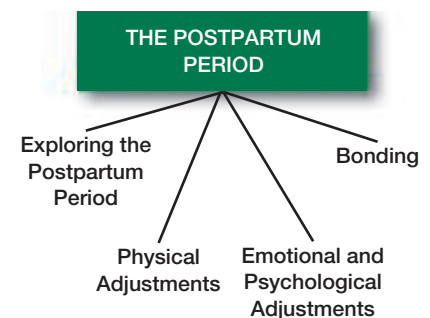 THE POSTPARTUM
PERIOD
Exploring the
Postpartum
Period
Physical
Adjustments
Emotional and
Psychological
Adjustments
Bonding